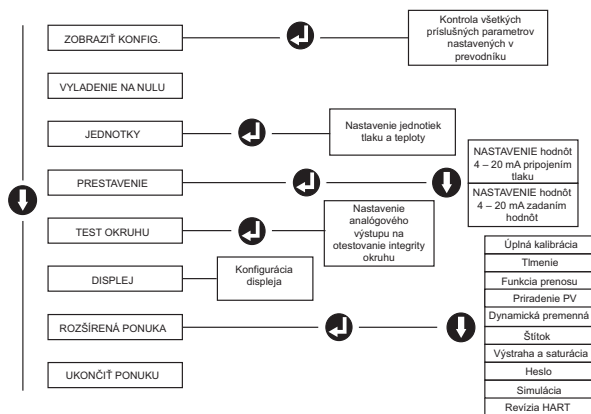 ZOBRAZIŤ KONFIG.
Kontrola všetkých
príslušných parametrov
nastavených v
prevodníku
VYLADENIE NA NULU
JEDNOTKY
Nastavenie jednotiek
tlaku a teploty
PRESTAVENIE
NASTAVENIE hodnôt
4 – 20 mA pripojením
tlaku
NASTAVENIE hodnôt
4 – 20 mA zadaním
hodnôt
TEST OKRUHU
Nastavenie
analógového
výstupu na
otestovanie integrity
okruhu
DISPLEJ
Konfigurácia
displeja
ROZŠÍRENÁ PONUKA
Úplná kalibrácia
Tlmenie
Funkcia prenosu
Priradenie PV
Dynamická premenná
Štítok
Výstraha a saturácia
Heslo
Simulácia
Revízia HART
UKONČIŤ PONUKU